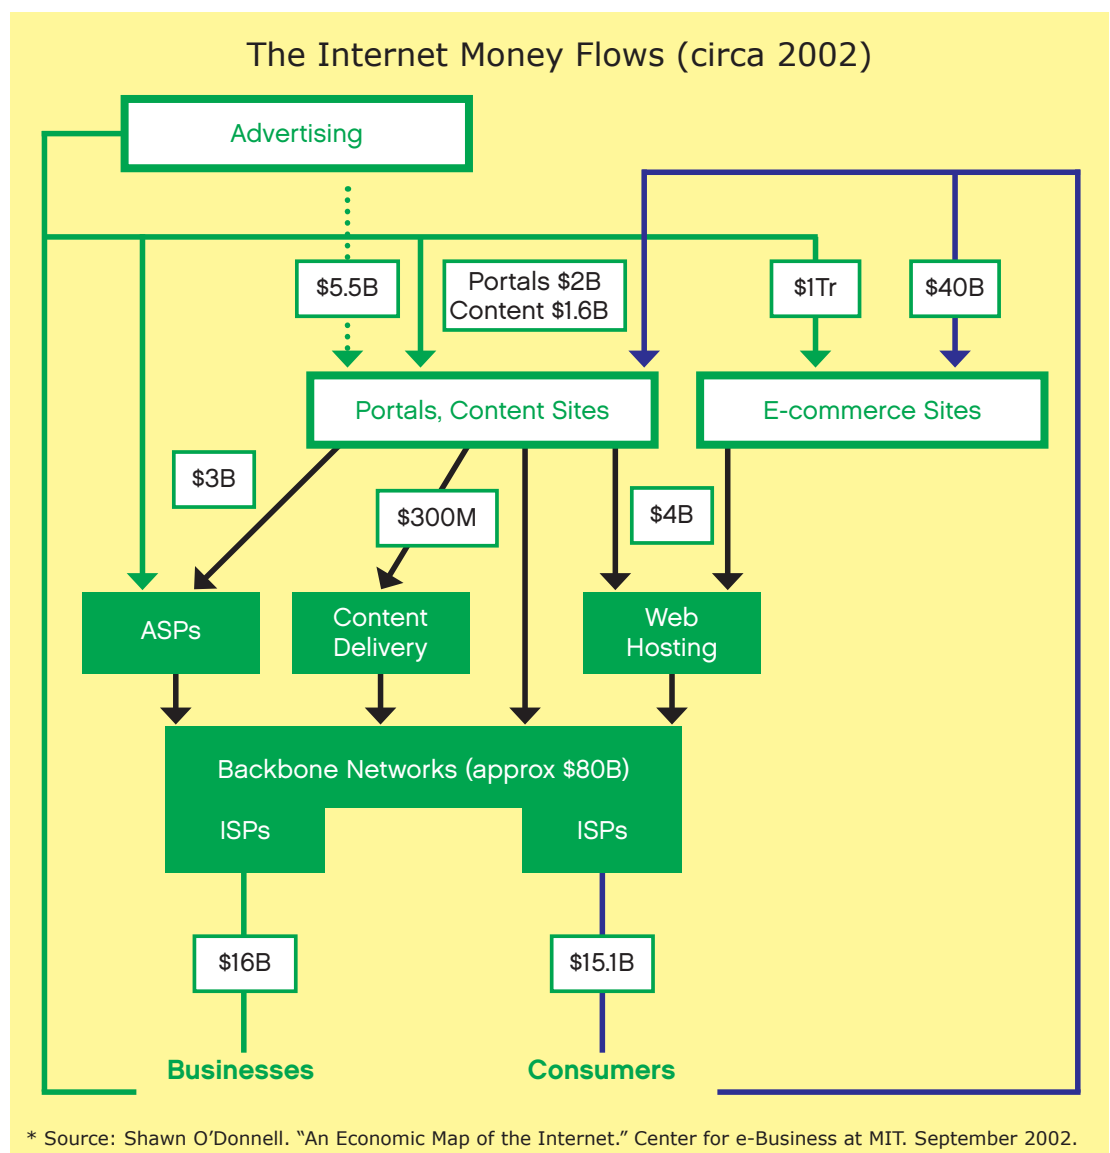 The Internet Money Flows (circa 2002)
Advertising
$5.5B
Portals $2B
Content $1.6B
$1Tr
$40B
Portals, Content Sites
E-commerce Sites
$3B
$300M
$4B
ASPs
Content
Delivery
Web
Hosting
Backbone Networks (approx $80B)
ISPs
ISPs
$16B
$15.1B
Businesses
Consumers
* Source: Shawn O’Donnell. “An Economic Map of the Internet.” Center for e-Business at MIT. September 2002.